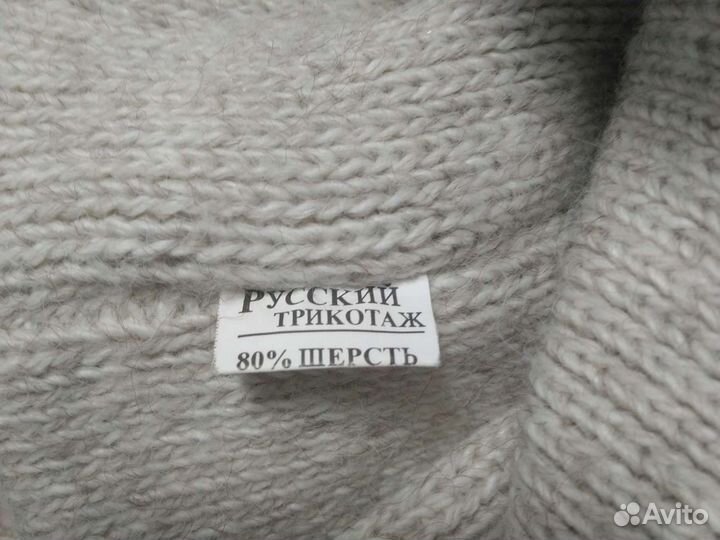 Русский
трикотаж
80% шерсть
Avito